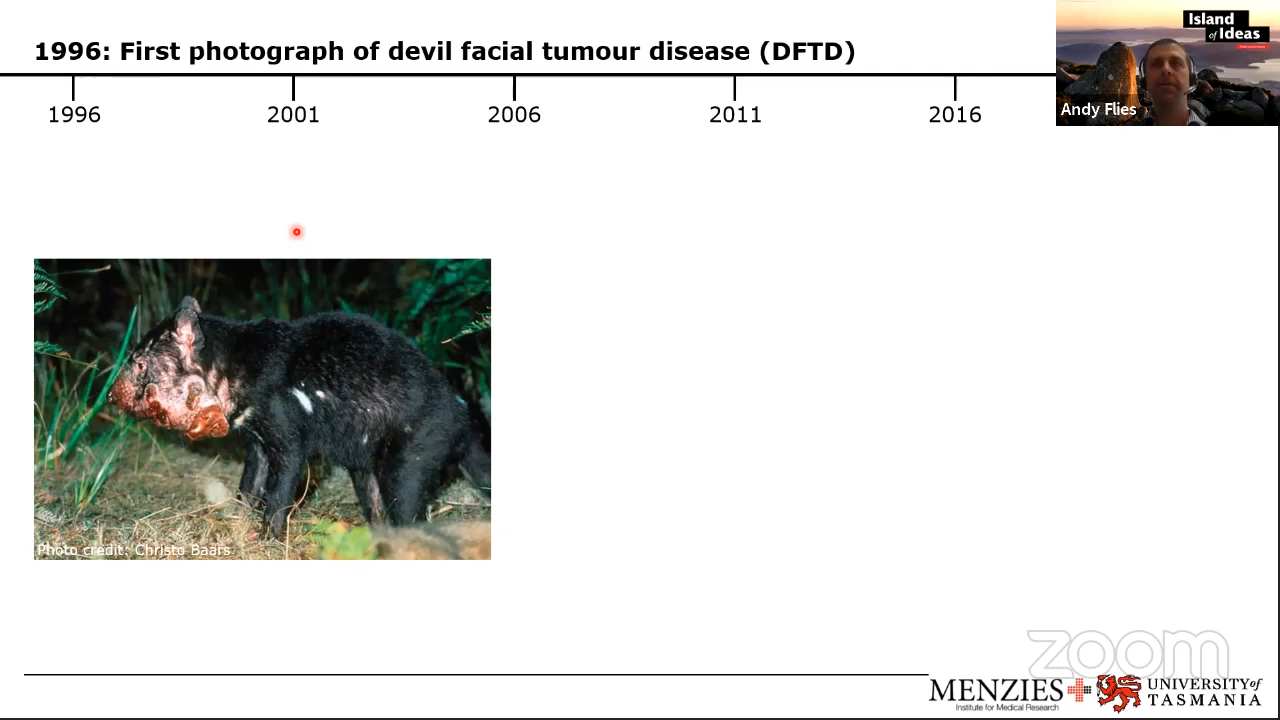 1996: First photograph of devil facial tumour disease (DFTD)
Island
of Ideas
Andy Flies
1996
2001
2006
2011
2016
Photo credit: Christo Baars
zoom
MENZIES
Institute for Medical Research
UNIVERSITY of
TASMANIA